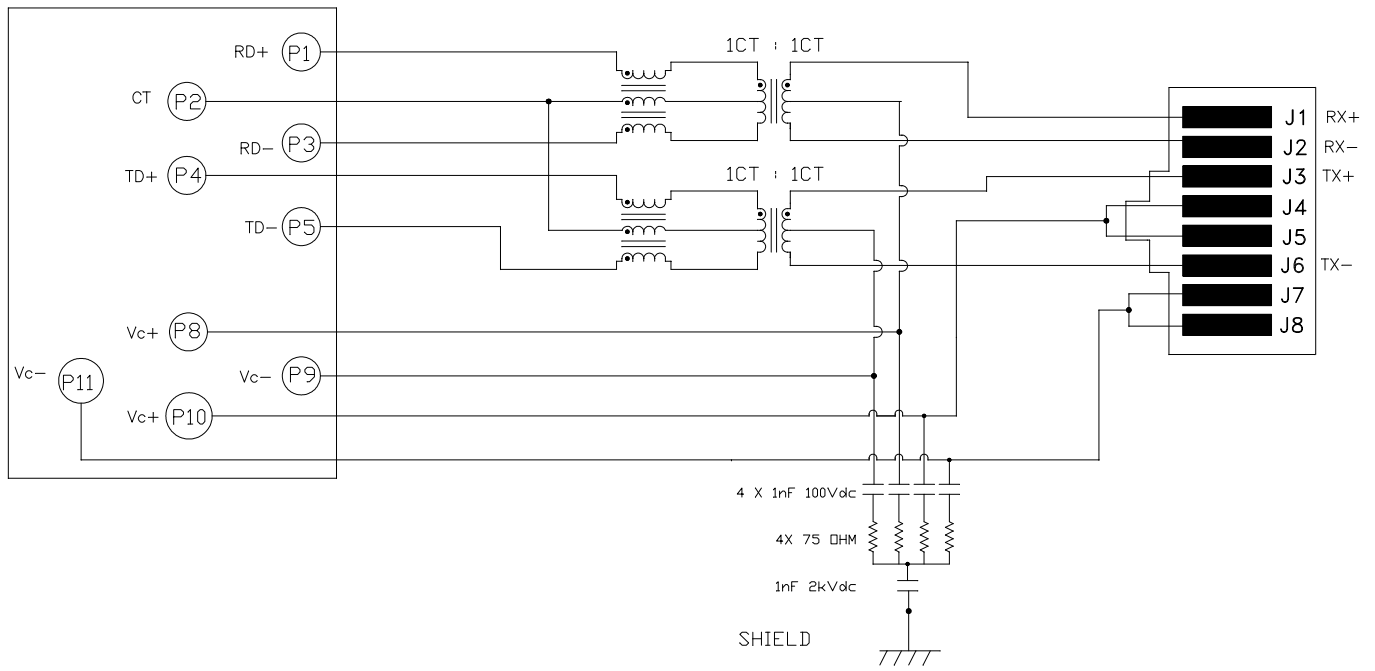 1CT : 1CT
RD+ P1
CT P2
J1 RX+
RD- P3
J2 RX-
TD+ P4
1CT : 1CT
J3 TX+
J4
TD- P5
J5
J6 TX-
J7
Vc+ P8
J8
Vc- P11
Vc- P9
Vc+ P10
4 X 1nF 100Vdc
4X 75 OHM
1nF 2kVdc
SHIELD